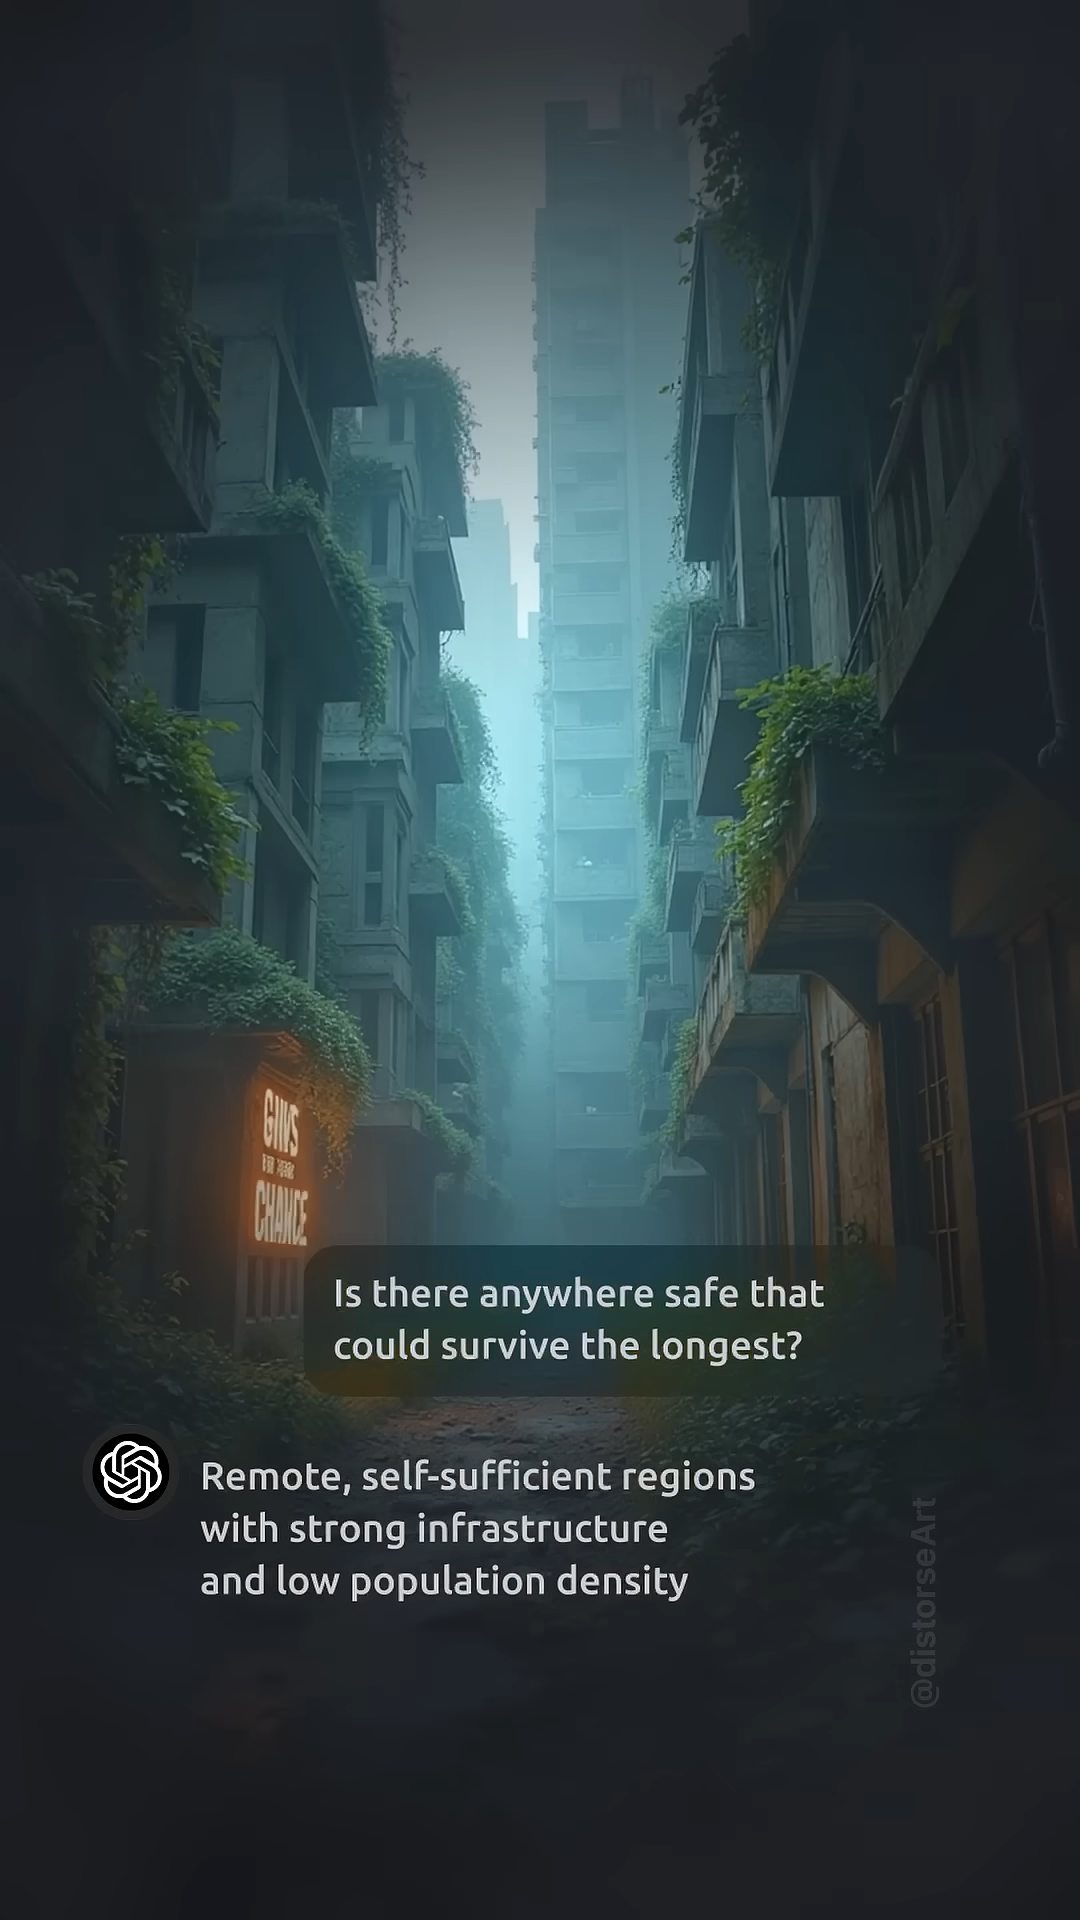 GIVS
CHANCE
Is there anywhere safe that
could survive the longest?
Remote, self-sufficient regions
with strong infrastructure
and low population density
@distorseArt